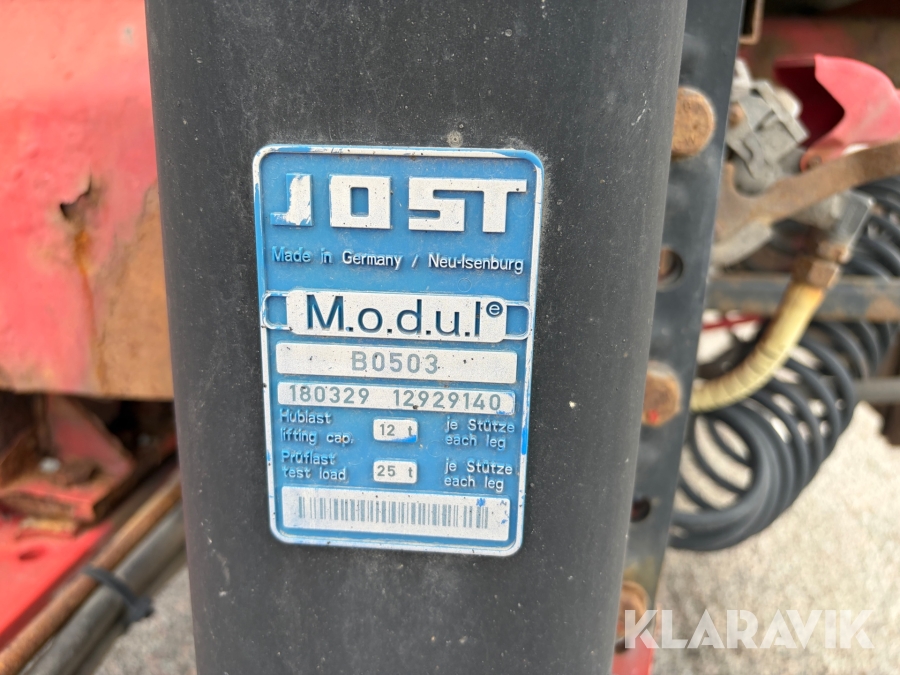 JOST
Made in Germany / Neu-Isenburg
M.o.d.u.l e
B0503
180329 12929140
Hublast je Stütze
lifting cap. 12 t each leg
Prüflast je Stütze
test load 25 t each leg
KLARAVIK